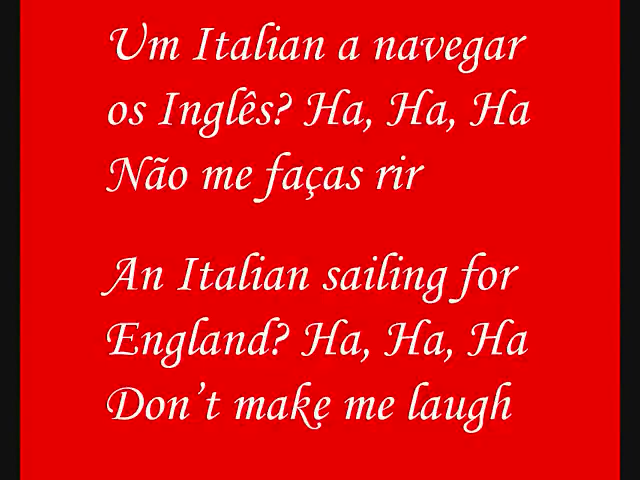 Um Italian a navegar
os Inglês? Ha, Ha, Ha
Não me faças rir
An Italian sailing for
England? Ha, Ha, Ha
Don't make me laugh